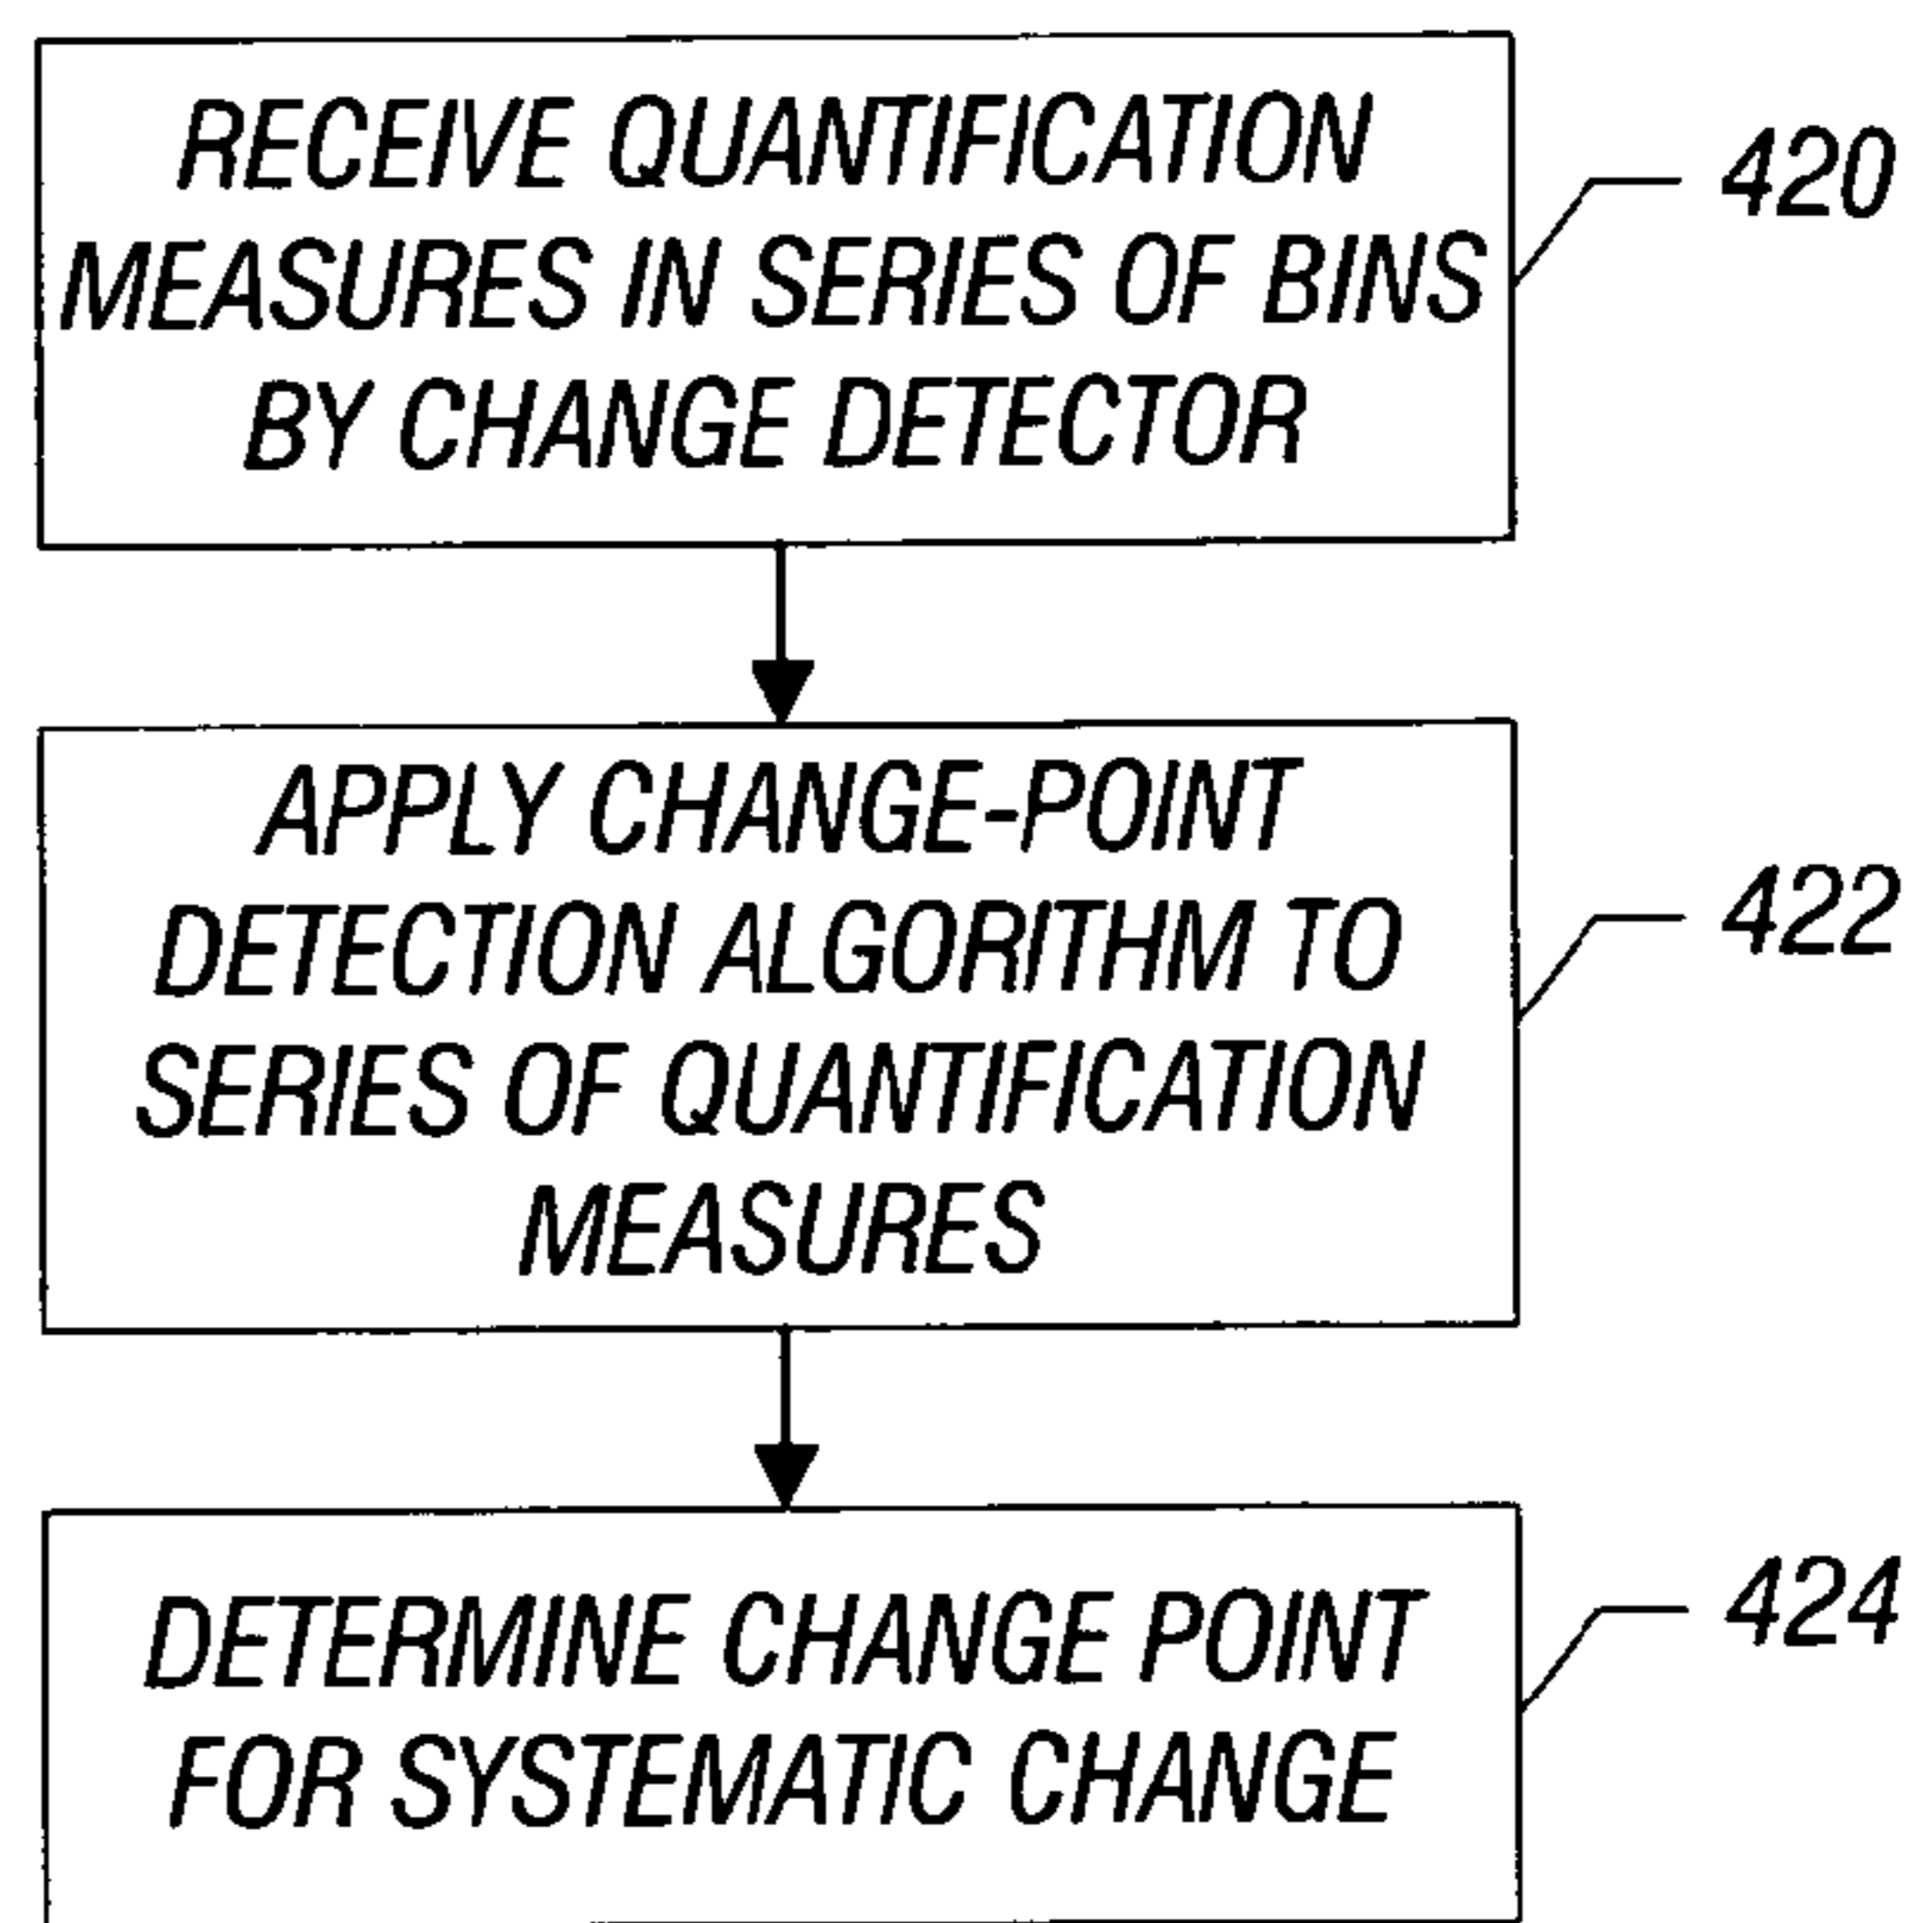 RECEIVE QUANTIFICATION
MEASURES IN SERIES OF BINS
BY CHANGE DETECTOR
420
APPLY CHANGE-POINT
DETECTION ALGORITHM TO
SERIES OF QUANTIFICATION
MEASURES
422
DETERMINE CHANGE POINT
FOR SYSTEMATIC CHANGE
424